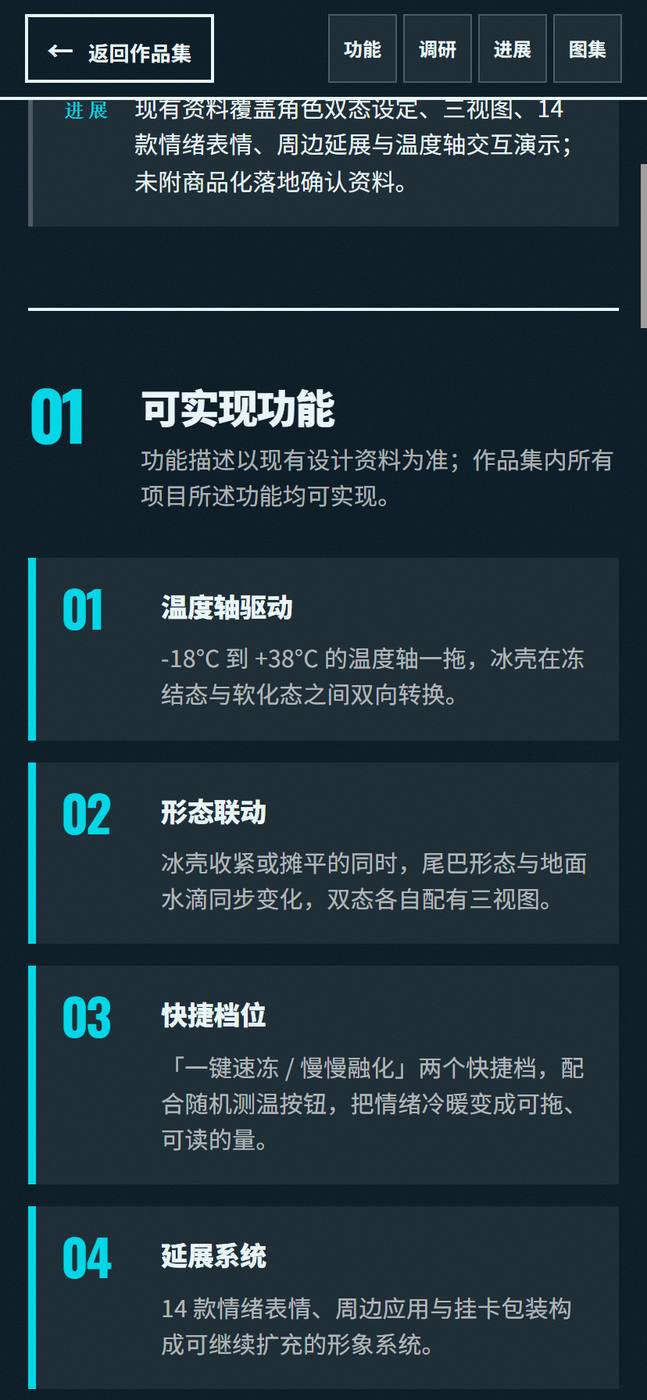 ← 返回作品集
功能
调研
进展
图集
进展
现有资料覆盖角色双态设定、三视图、14
款情绪表情、周边延展与温度轴交互演示；
未附商品化落地确认资料。
01
可实现功能
功能描述以现有设计资料为准；作品集内所有
项目所述功能均可实现。
01
温度轴驱动
-18℃ 到 +38℃ 的温度轴一拖，冰壳在冻
结态与软化态之间双向转换。
02
形态联动
冰壳收紧或摊平的同时，尾巴形态与地面
水滴同步变化，双态各自配有三视图。
03
快捷档位
「一键速冻 / 慢慢融化」两个快捷档，配
合随机测温按钮，把情绪冷暖变成可拖、
可读的量。
04
延展系统
14 款情绪表情、周边应用与挂卡包装构
成可继续扩充的形象系统。